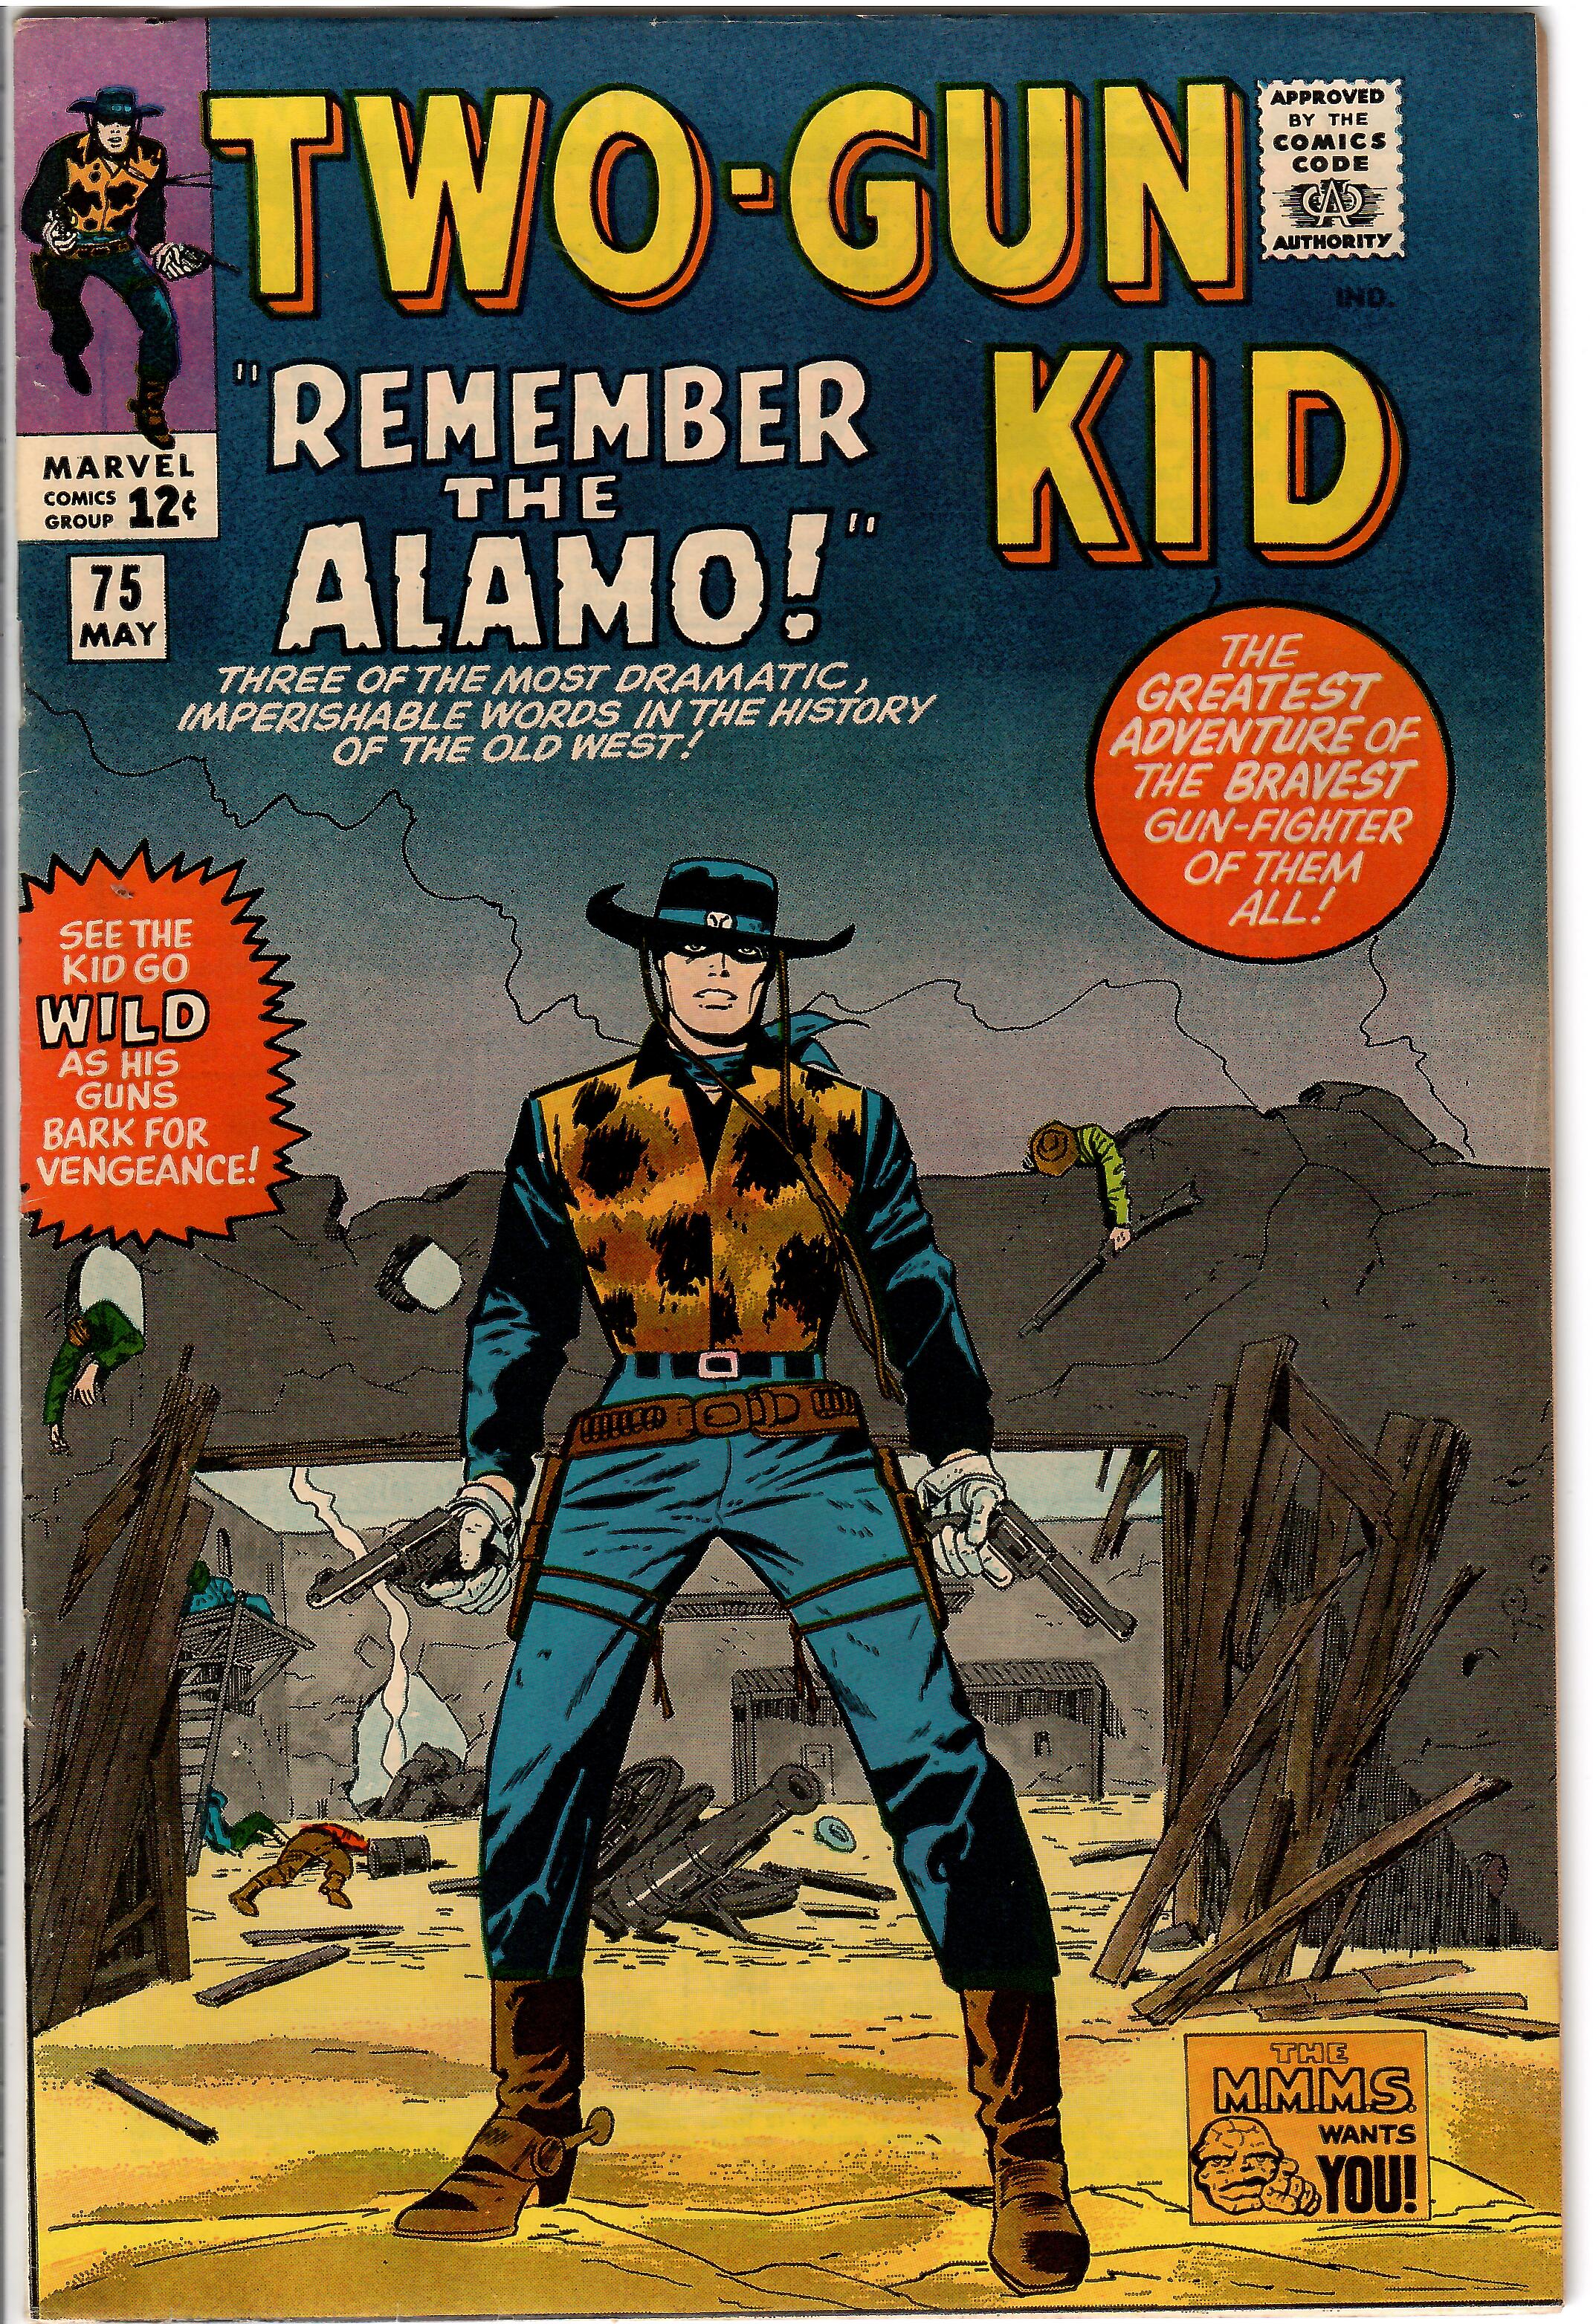 TWO-GUN
KID
APPROVED
BY THE
COMICS
CODE
CA
AUTHORITY
IND.
MARVEL
COMICS
GROUP 12¢
75
MAY
"REMEMBER
THE
ALAMO!"
THREE OF THE MOST DRAMATIC,
IMPERISHABLE WORDS IN THE HISTORY
OF THE OLD WEST!
THE
GREATEST
ADVENTURE OF
THE BRAVEST
GUN-FIGHTER
OF THEM
ALL!
SEE THE
KID GO
WILD
AS HIS
GUNS
BARK FOR
VENGEANCE!
THE
M.M.M.S.
WANTS
YOU!